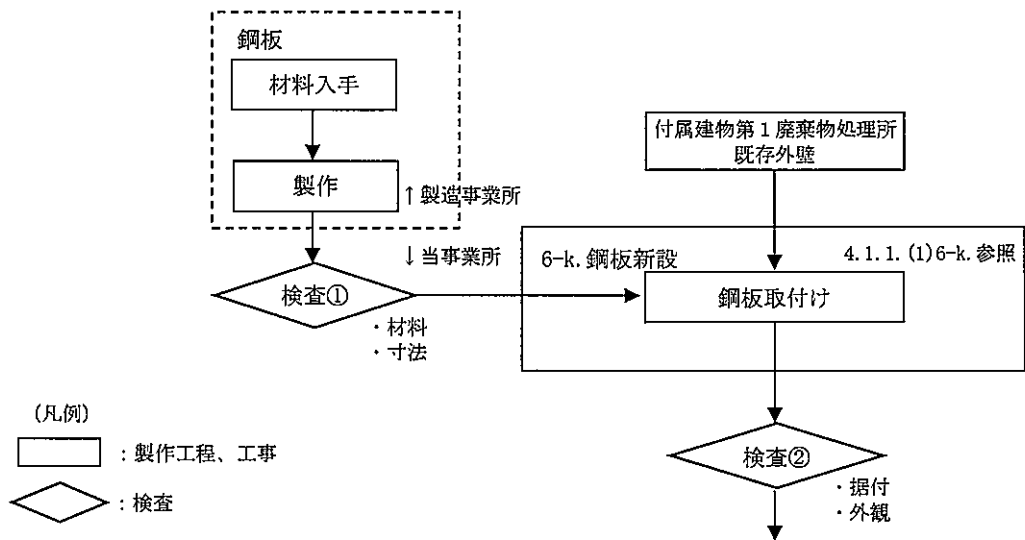 鋼板
材料入手
製作
↑製造事業所
↓当事業所
検査①
・材料
・寸法
付属建物第1廃棄物処理所
既存外壁
6-k.鋼板新設
4.1.1.(1)6-k.参照
鋼板取付け
検査②
・据付
・外観
(凡例)
:製作工程、工事
:検査